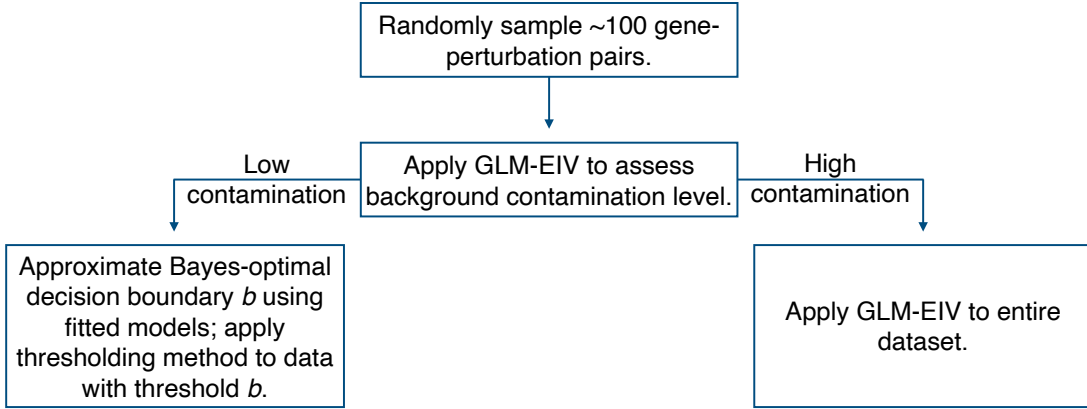 Randomly sample ~100 gene-
perturbation pairs.
Low
contamination
Apply GLM-EIV to assess
background contamination level.
High
contamination
Approximate Bayes-optimal
decision boundary b using
fitted models; apply
thresholding method to data
with threshold b.
Apply GLM-EIV to entire
dataset.